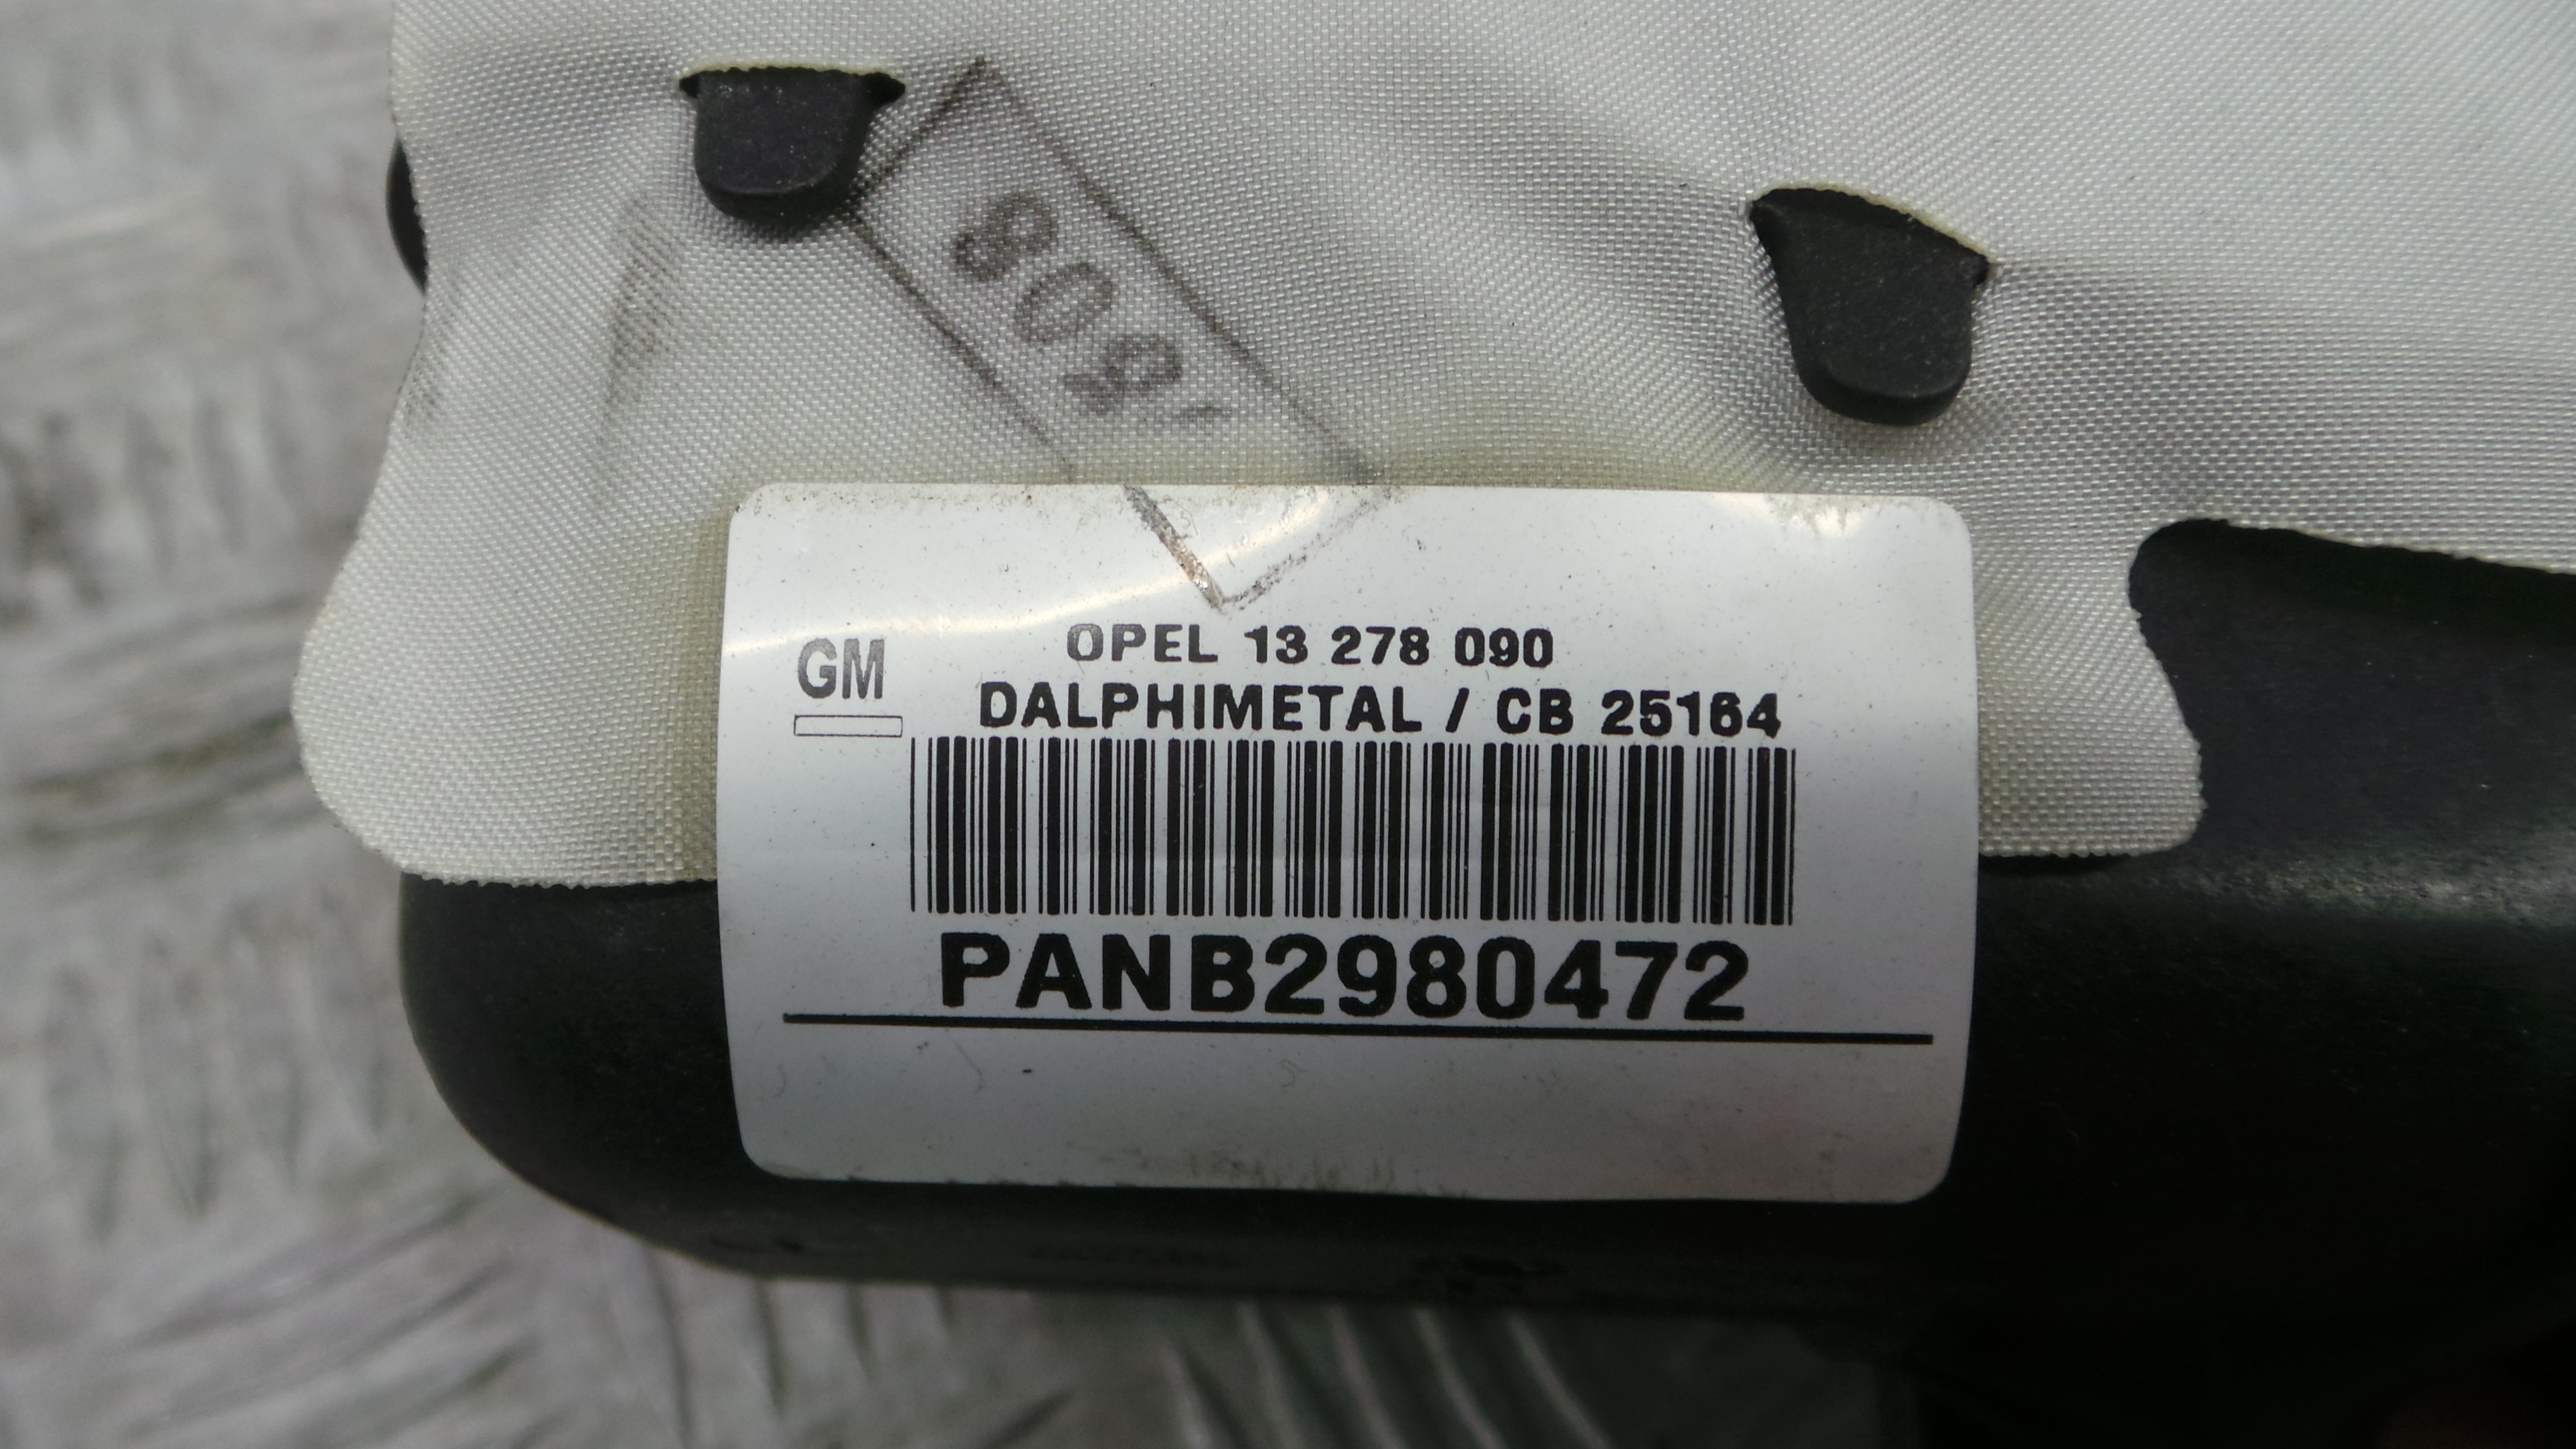 GM
OPEL 13 278 090
DALPHIMETAL / CB 25164
PANB2980472